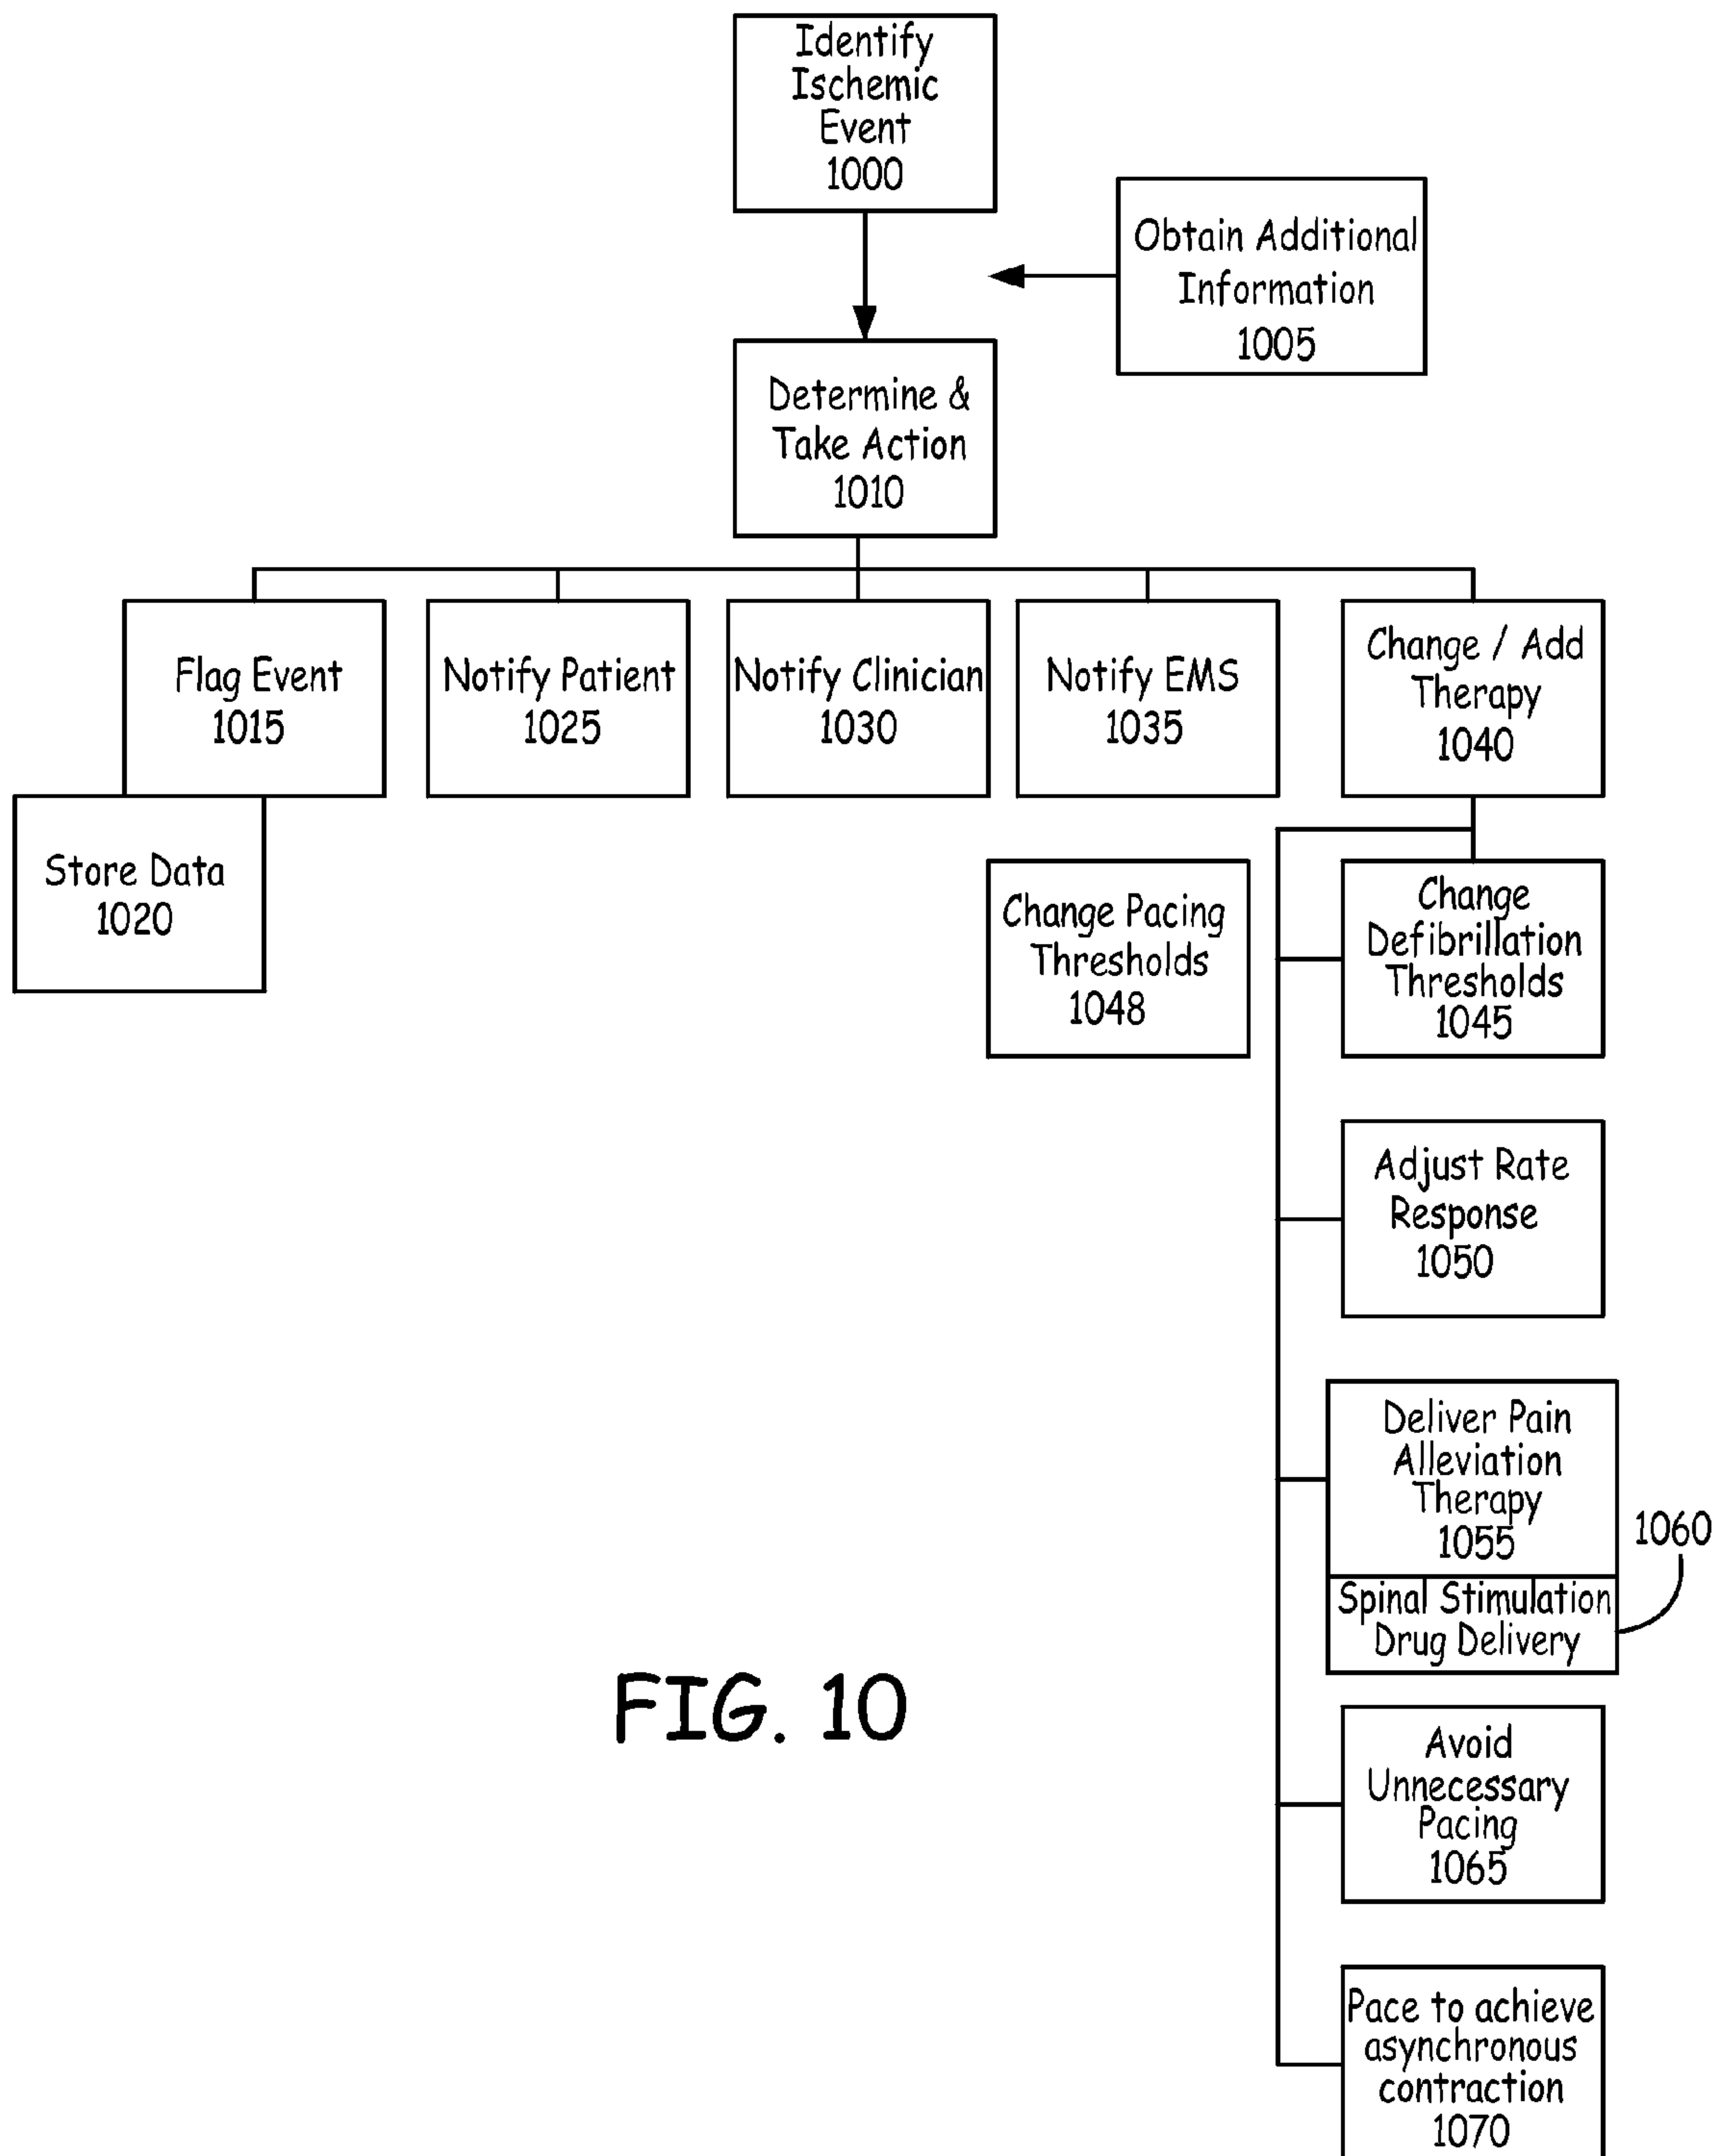 Identify
Ischemic
Event
1000
Obtain Additional
Information
1005
Determine &
Take Action
1010
Flag Event
1015
Notify Patient
1025
Notify Clinician
1030
Notify EMS
1035
Change / Add
Therapy
1040
Store Data
1020
Change Pacing
Thresholds
1048
Change
Defibrillation
Thresholds
1045
Adjust Rate
Response
1050
Deliver Pain
Alleviation
Therapy
1055
1060
Spinal Stimulation
Drug Delivery
Avoid
Unnecessary
Pacing
1065
Pace to achieve
asynchronous
contraction
1070
FIG. 10